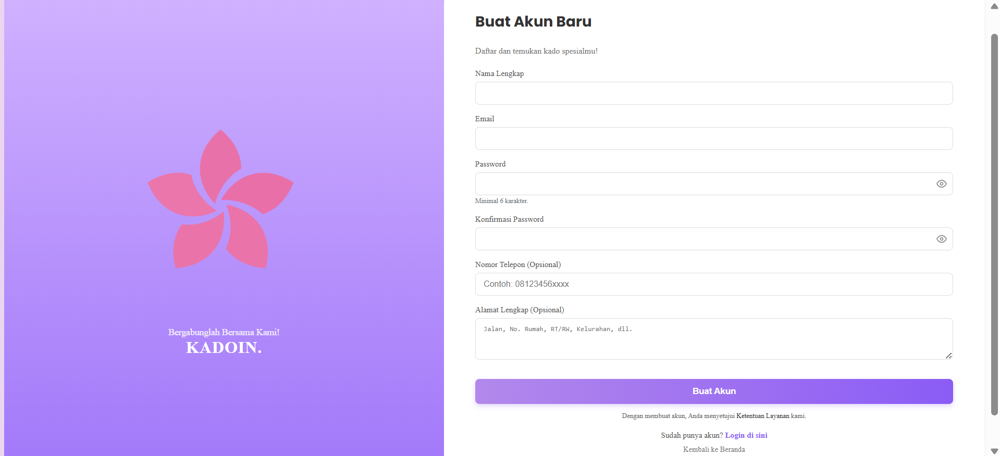 Bergabunglah Bersama Kami!
KADOIN.
Buat Akun Baru
Daftar dan temukan kado spesialmu!
Nama Lengkap
Email
Password
Minimal 6 karakter.
Konfirmasi Password
Nomor Telepon (Opsional)
Contoh: 08123456xxxx
Alamat Lengkap (Opsional)
Jalan, No. Rumah, RT/RW, Kelurahan, dll.
Buat Akun
Dengan membuat akun, Anda menyetujui Ketentuan Layanan kami.
Sudah punya akun? Login di sini
Kembali ke Beranda